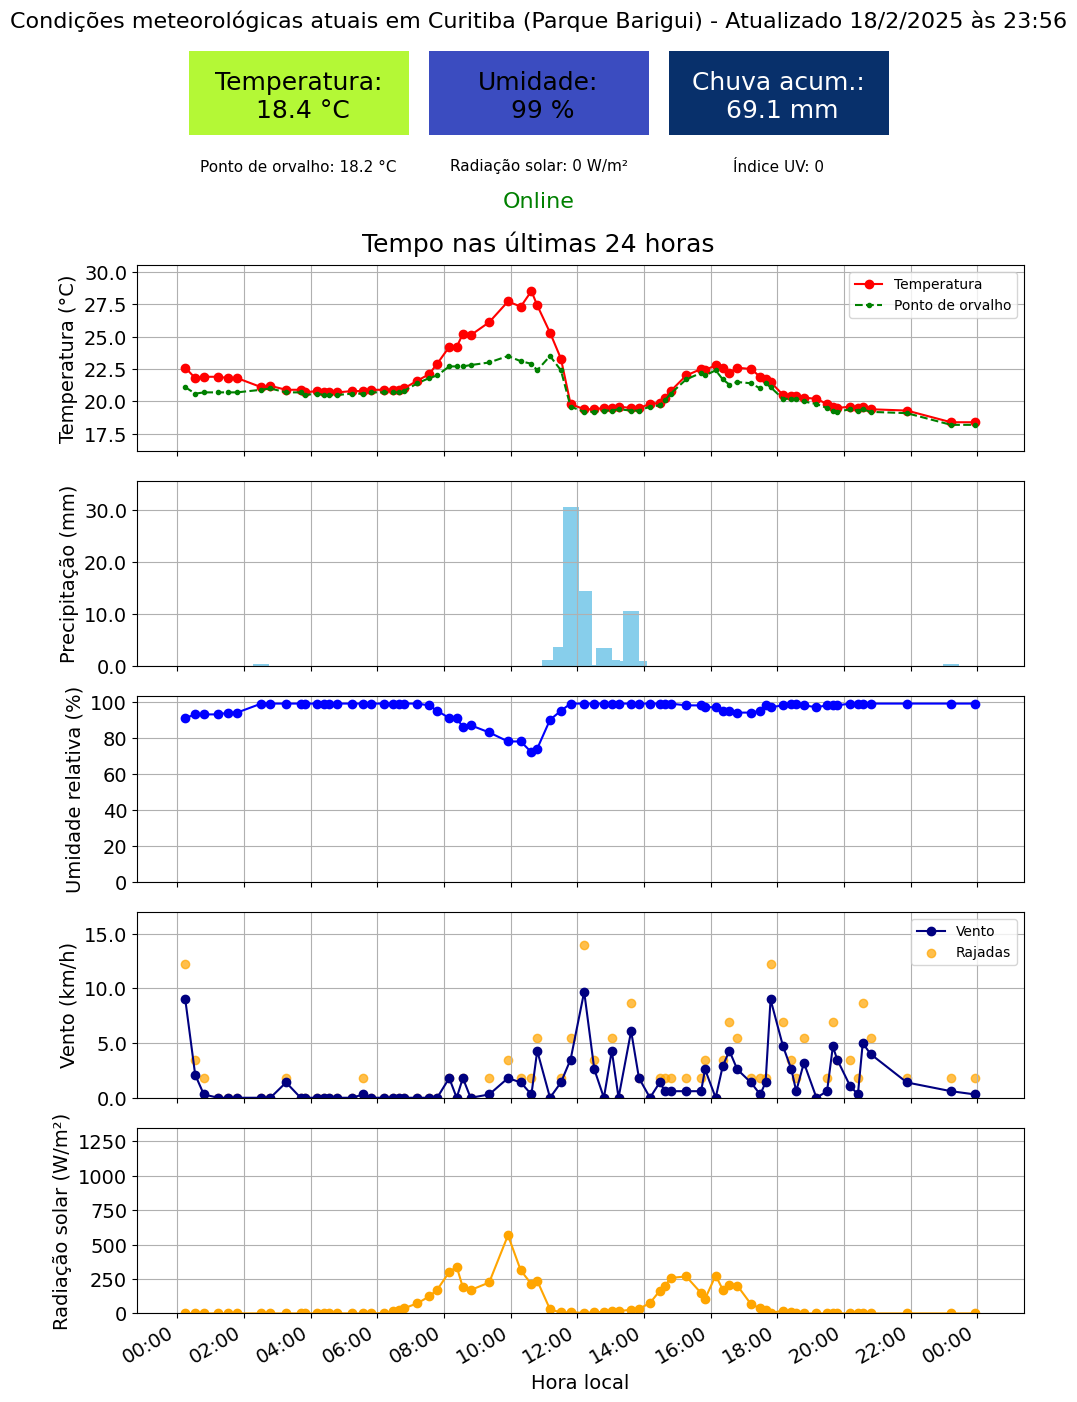 Condições meteorológicas atuais em Curitiba (Parque Barigui) - Atualizado 18/2/2025 às 23:56
Temperatura:
18.4 °C
Umidade:
99 %
Chuva acum.:
69.1 mm
Ponto de orvalho: 18.2 °C
Radiação solar: 0 W/m²
Índice UV: 0
Online
Tempo nas últimas 24 horas
Temperatura (°C)
30.0
27.5
25.0
22.5
20.0
17.5
Temperatura
Ponto de orvalho
Precipitação (mm)
30.0
20.0
10.0
0.0
Umidade relativa (%)
100
80
60
40
20
0
Vento (km/h)
15.0
10.0
5.0
0.0
Vento
Rajadas
Radiação solar (W/m²)
1250
1000
750
500
250
0
00:00
02:00
04:00
06:00
08:00
10:00
12:00
14:00
16:00
18:00
20:00
22:00
00:00
Hora local